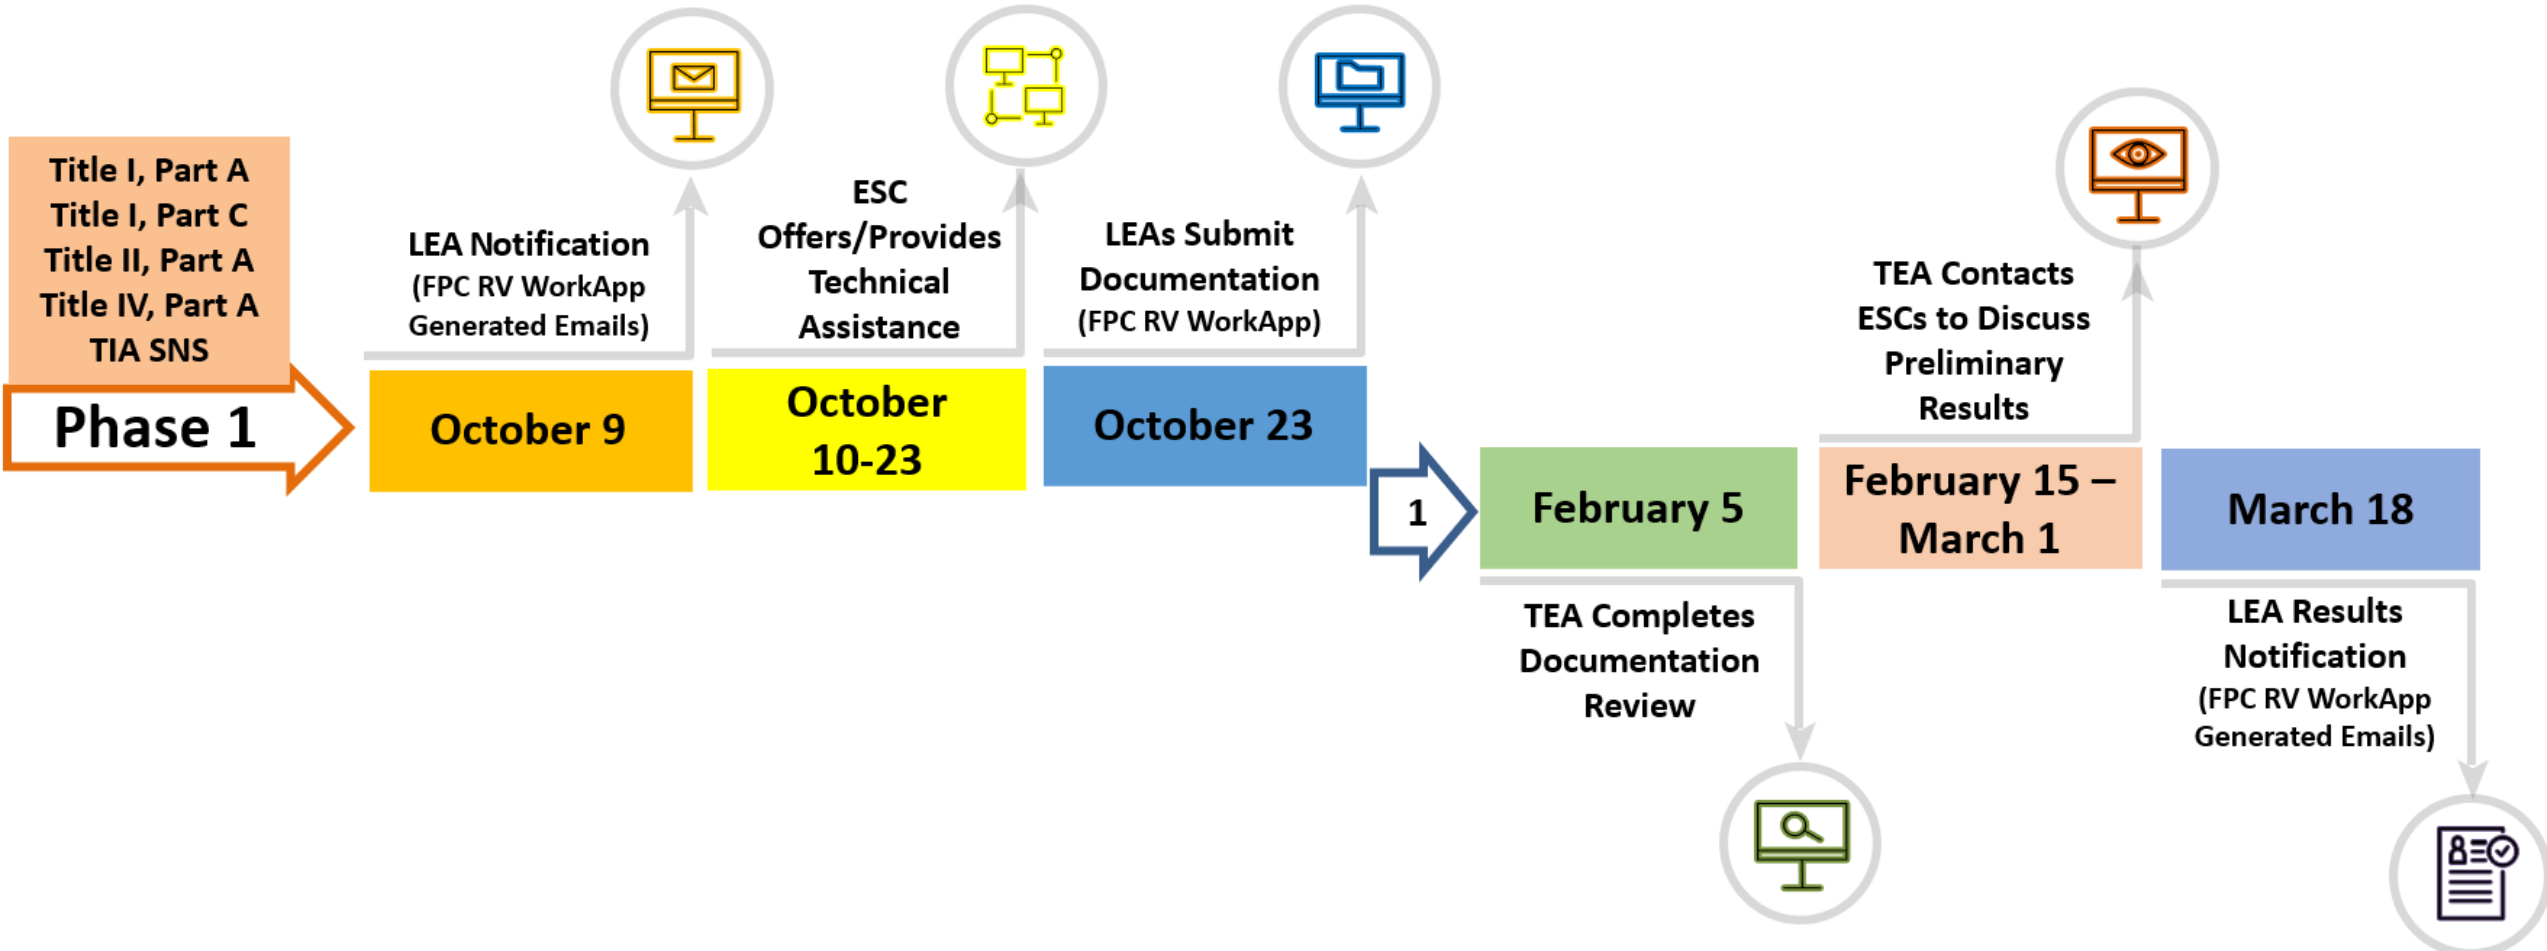 Title I, Part A
Title I, Part C
Title II, Part A
Title IV, Part A
TIA SNS
Phase 1
LEA Notification
(FPC RV WorkApp
Generated Emails)
October 9
ESC
Offers/Provides
Technical
Assistance
October
10-23
LEAs Submit
Documentation
(FPC RV WorkApp)
October 23
1
February 5
TEA Completes
Documentation
Review
TEA Contacts
ESCs to Discuss
Preliminary
Results
February 15 –
March 1
March 18
LEA Results
Notification
(FPC RV WorkApp
Generated Emails)